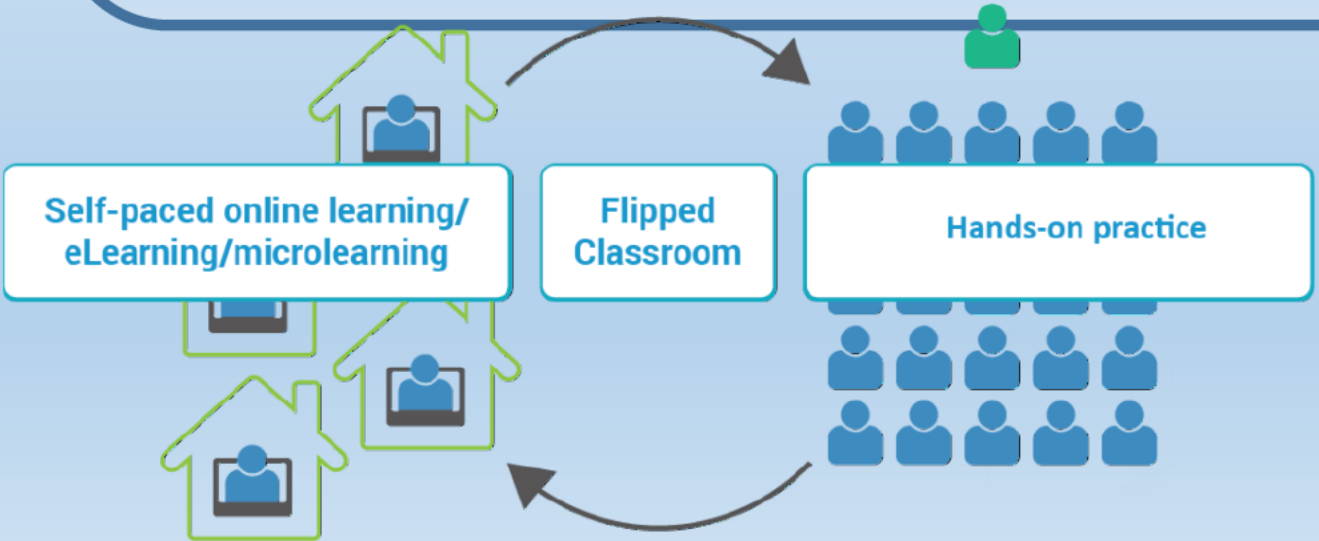 Self-paced online learning/
eLearning/microlearning
Flipped
Classroom
Hands-on practice